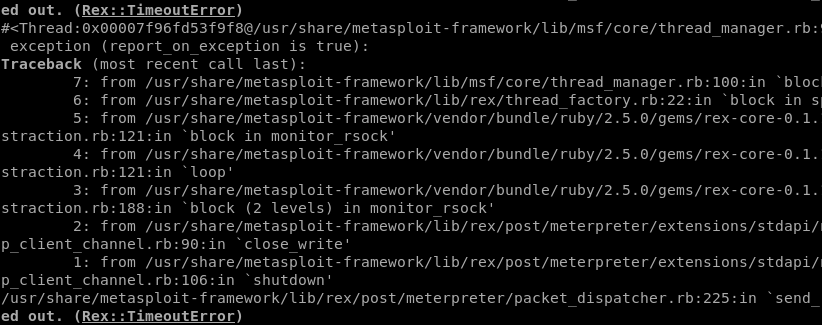 ed out. (Rex::TimeoutError)
#<Thread:0x00007f96fd53f9f8@/usr/share/metasploit-framework/lib/msf/core/thread_manager.rb:
 exception (report_on_exception is true):
Traceback (most recent call last):
        7: from /usr/share/metasploit-framework/lib/msf/core/thread_manager.rb:100:in `bloc
        6: from /usr/share/metasploit-framework/lib/rex/thread_factory.rb:22:in `block in sp
        5: from /usr/share/metasploit-framework/vendor/bundle/ruby/2.5.0/gems/rex-core-0.1.
straction.rb:121:in `block in monitor_rsock'
        4: from /usr/share/metasploit-framework/vendor/bundle/ruby/2.5.0/gems/rex-core-0.1.
straction.rb:121:in `loop'
        3: from /usr/share/metasploit-framework/vendor/bundle/ruby/2.5.0/gems/rex-core-0.1.
straction.rb:188:in `block (2 levels) in monitor_rsock'
        2: from /usr/share/metasploit-framework/lib/rex/post/meterpreter/extensions/stdapi/
p_client_channel.rb:90:in `close_write'
        1: from /usr/share/metasploit-framework/lib/rex/post/meterpreter/extensions/stdapi/
p_client_channel.rb:106:in `shutdown'
/usr/share/metasploit-framework/lib/rex/post/meterpreter/packet_dispatcher.rb:225:in `send_
ed out. (Rex::TimeoutError)